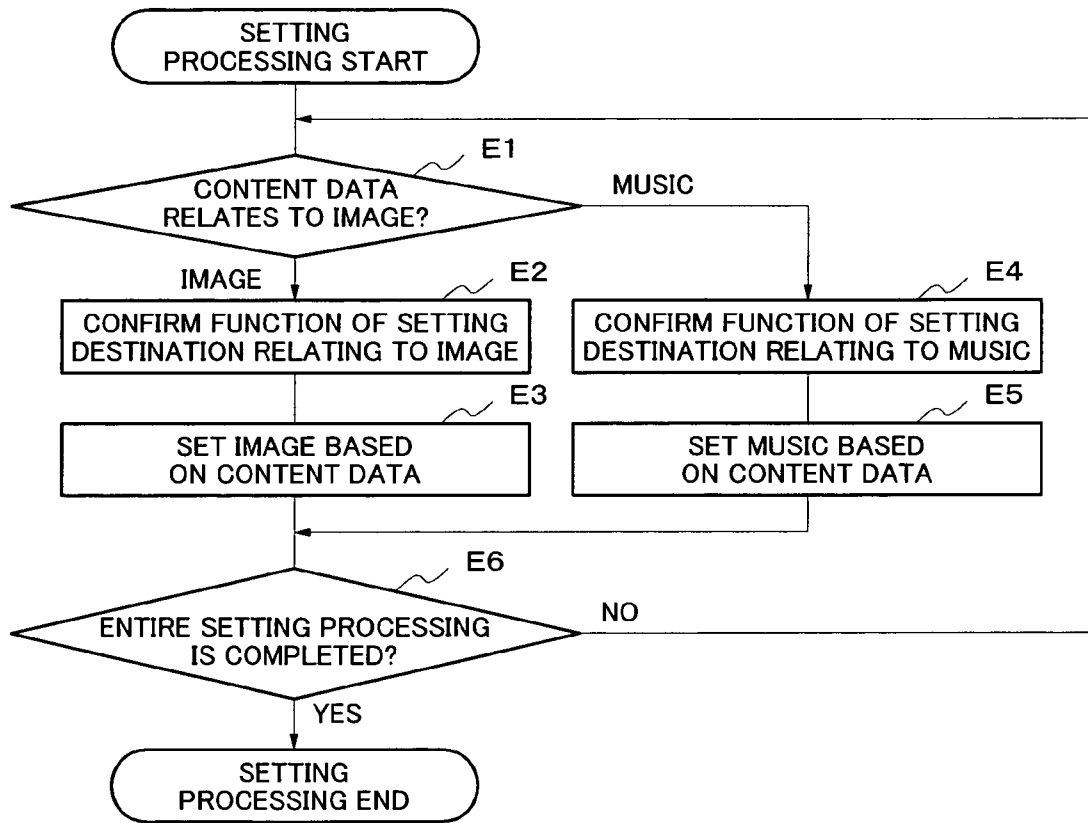 SETTING
PROCESSING START
E1
CONTENT DATA
RELATES TO IMAGE?
MUSIC
IMAGE
E2
CONFIRM FUNCTION OF SETTING
DESTINATION RELATING TO IMAGE
E4
CONFIRM FUNCTION OF SETTING
DESTINATION RELATING TO MUSIC
E3
SET IMAGE BASED
ON CONTENT DATA
E5
SET MUSIC BASED
ON CONTENT DATA
E6
ENTIRE SETTING PROCESSING
IS COMPLETED?
NO
YES
SETTING
PROCESSING END